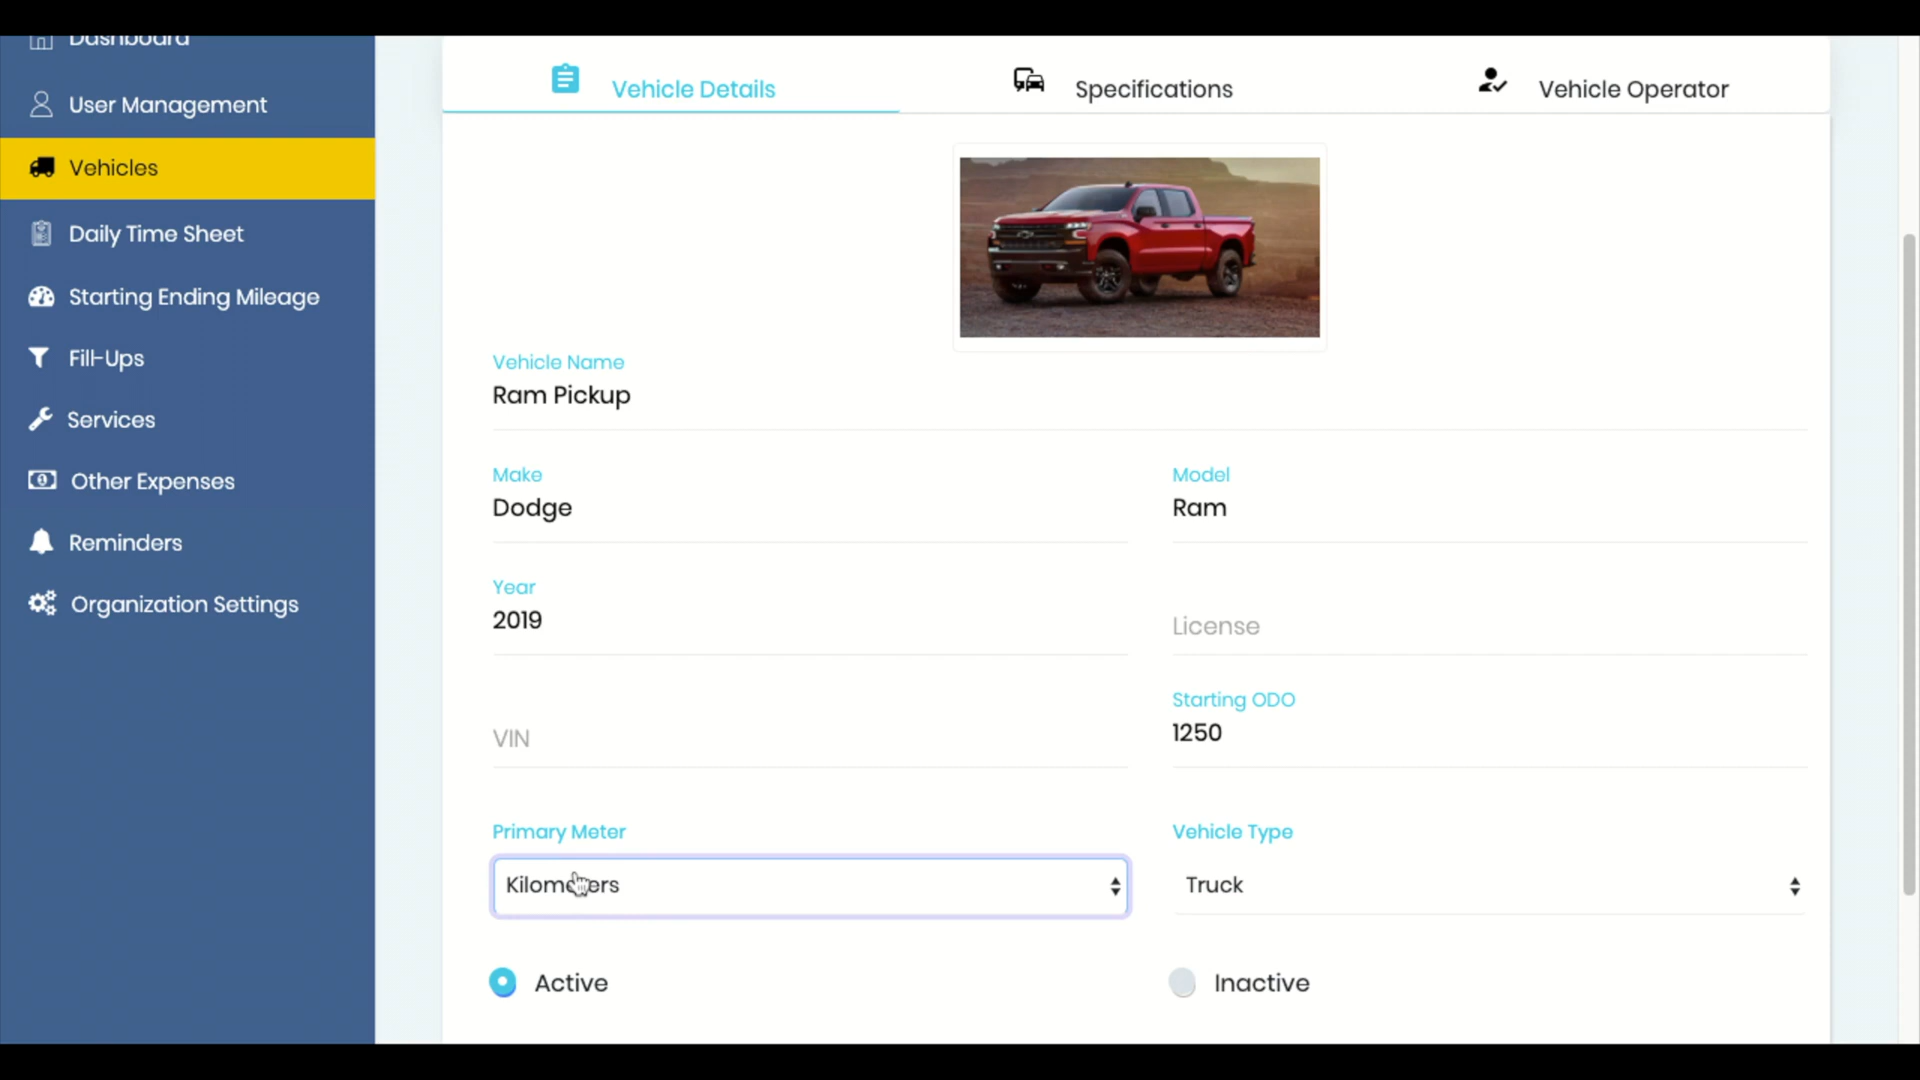 Dashboard
User Management
Vehicles
Daily Time Sheet
Starting Ending Mileage
Fill-Ups
Services
Other Expenses
Reminders
Organization Settings
Vehicle Details
Specifications
Vehicle Operator
Vehicle Name
Ram Pickup
Make
Dodge
Model
Ram
Year
2019
License
VIN
Starting ODO
1250
Primary Meter
Kilometers
Vehicle Type
Truck
Active
Inactive